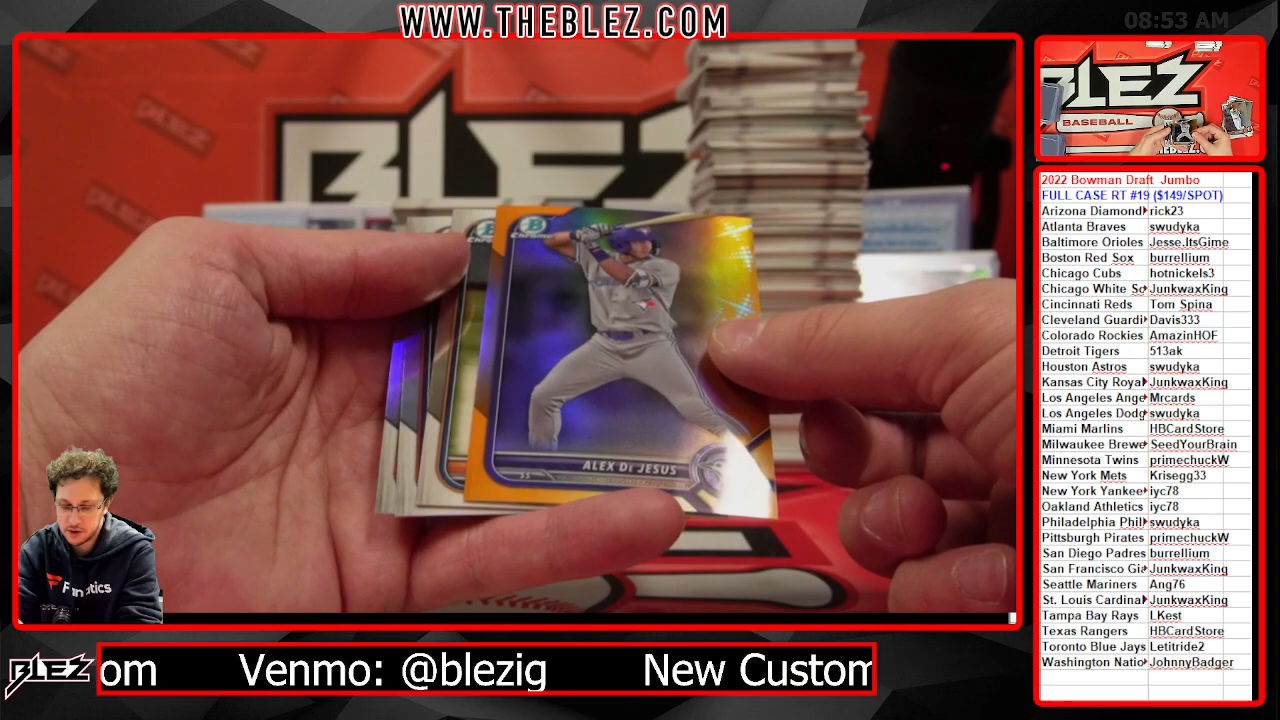 WWW.THEBLEZ.COM
08:53 AM
BLEZ
BLEZ
BASEBALL
Chrome
ALEX DE JESUS
SS
Fanatics
2022 Bowman Draft Jumbo
FULL CASE RT #19 ($149/SPOT)
Arizona Diamond rick23
Atlanta Braves swudyka
Baltimore Orioles Jesse.ItsGime
Boston Red Sox burrellium
Chicago Cubs hotnickels3
Chicago White So JunkwaxKing
Cincinnati Reds Tom Spina
Cleveland Guardi Davis333
Colorado Rockies AmazinHOF
Detroit Tigers 513ak
Houston Astros swudyka
Kansas City Roya JunkwaxKing
Los Angeles Ange Mrcards
Los Angeles Dodg swudyka
Miami Marlins HBCardStore
Milwaukee Brewe SeedYourBrain
Minnesota Twins primechuckW
New York Mets Krisegg33
New York Yankee iyc78
Oakland Athletics iyc78
Philadelphia Phil swudyka
Pittsburgh Pirates primechuckW
San Diego Padres burrellium
San Francisco Gia JunkwaxKing
Seattle Mariners Ang76
St. Louis Cardina JunkwaxKing
Tampa Bay Rays LKest
Texas Rangers HBCardStore
Toronto Blue Jays Letitride2
Washington Natio JohnnyBadger
BLEZ
om Venmo: @blezig New Custom